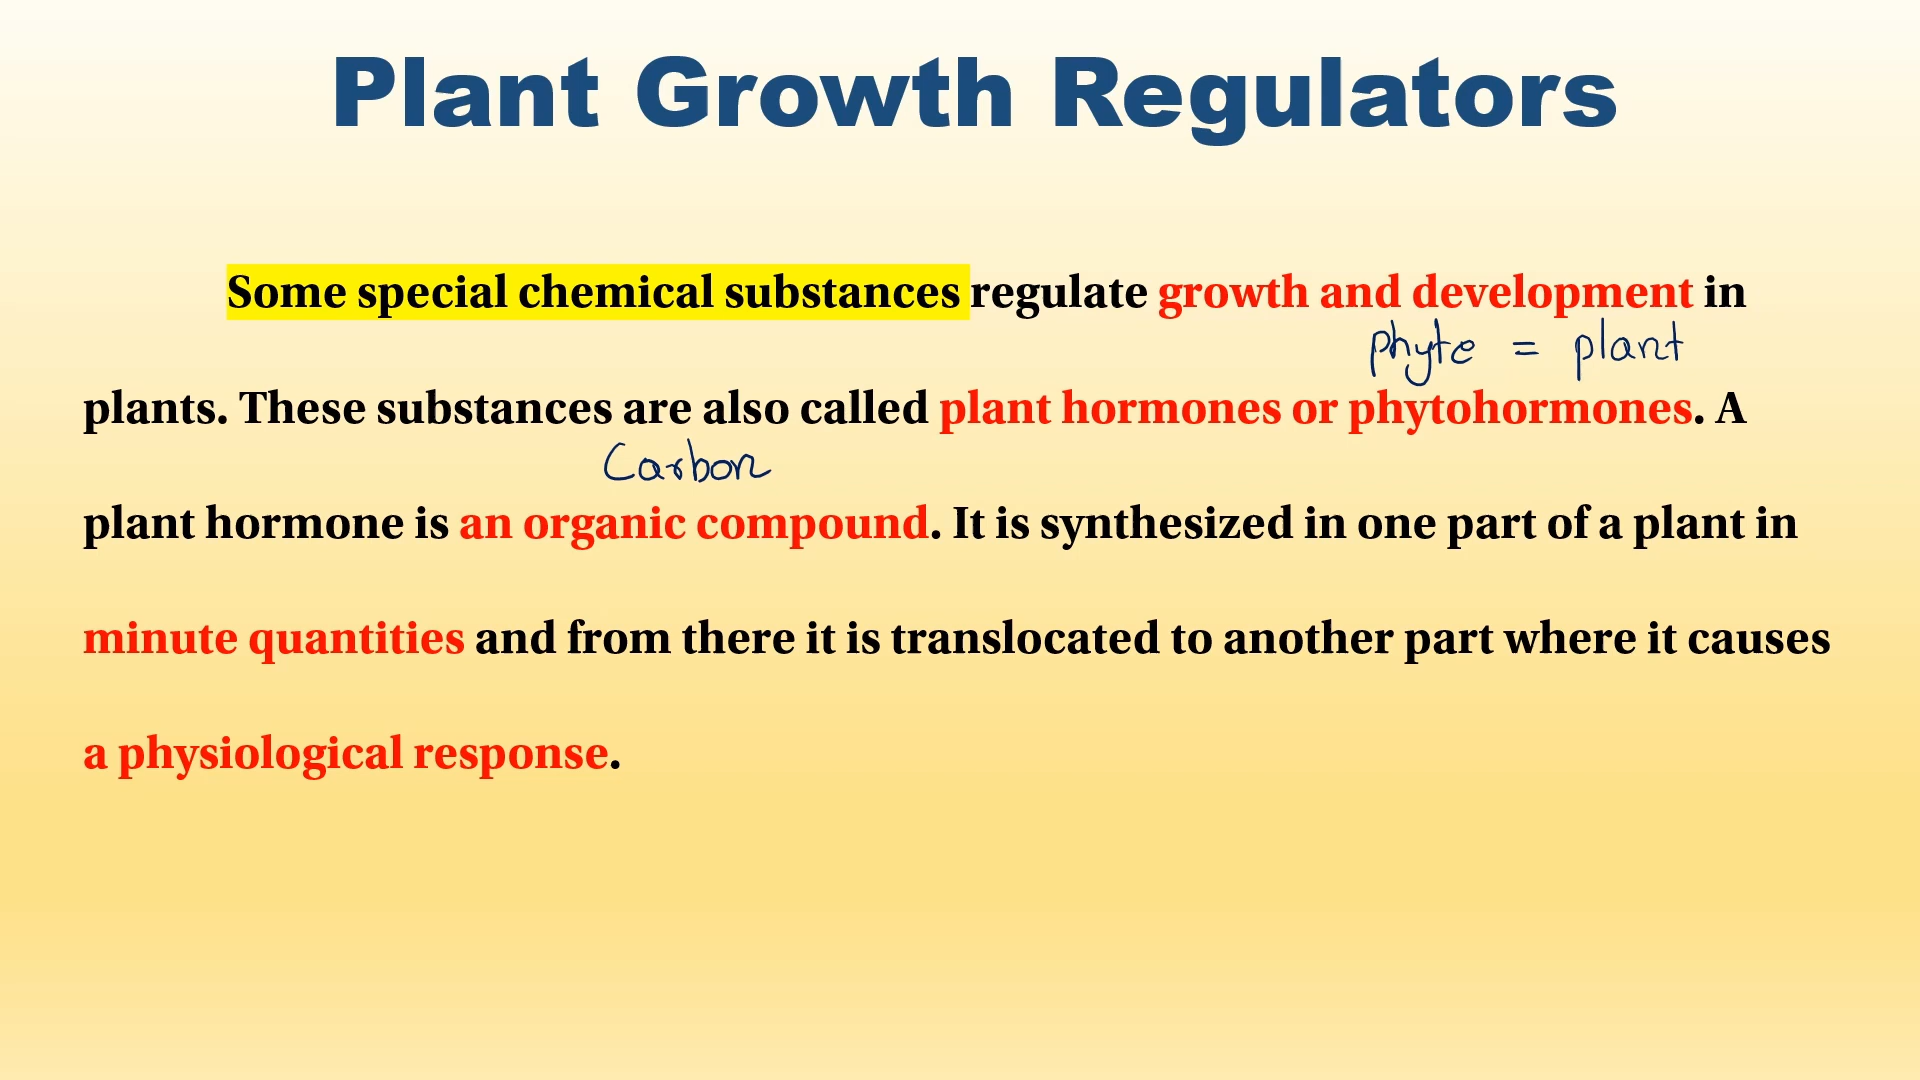 Plant Growth Regulators
Some special chemical substances regulate growth and development in
phyte = plant
plants. These substances are also called plant hormones or phytohormones. A
Carbon
plant hormone is an organic compound. It is synthesized in one part of a plant in
minute quantities and from there it is translocated to another part where it causes
a physiological response.